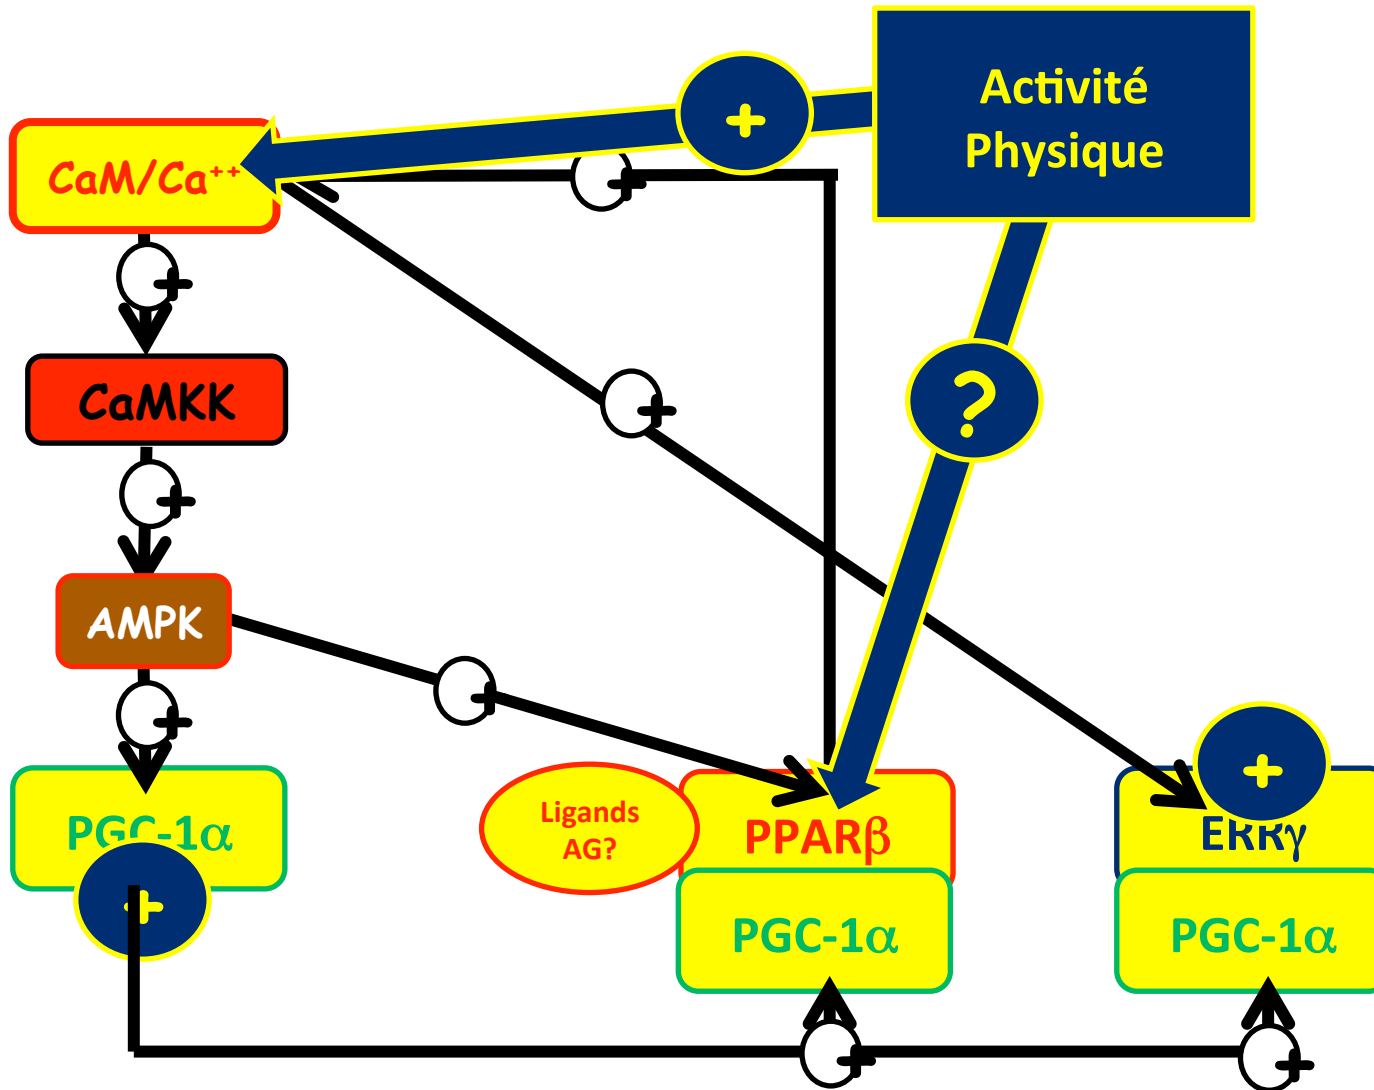 Activité
Physique
+
CaM/Ca⁺⁺
+
+
CaMKK
+
?
+
AMPK
+
+
+
PGC-1α
+
Ligands
AG?
PPARβ
+
ERRγ
PGC-1α
PGC-1α
+
+